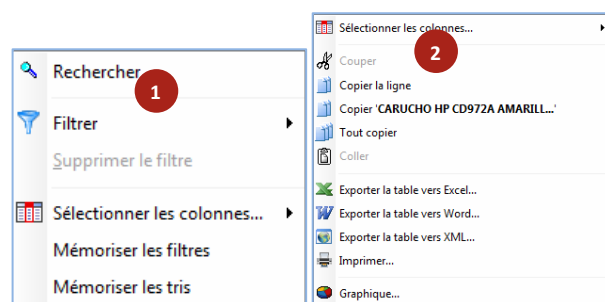 Rechercher
1
Filtrer
Supprimer le filtre
Sélectionner les colonnes...
Mémoriser les filtres
Mémoriser les tris
Sélectionner les colonnes...
2
Couper
Copier la ligne
Copier 'CARUCHO HP CD972A AMARILL...'
Tout copier
Coller
Exporter la table vers Excel...
Exporter la table vers Word...
Exporter la table vers XML...
Imprimer...
Graphique...